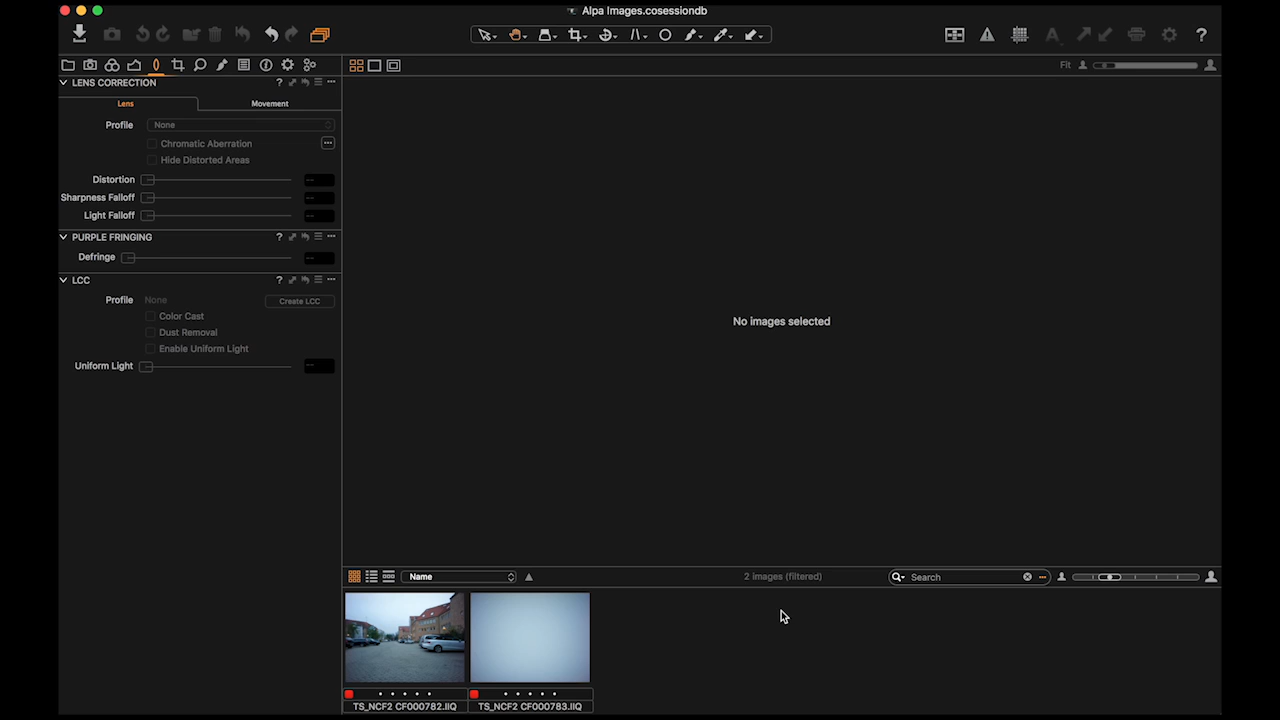 Alpa Images.cosessiondb
Fit
LENS CORRECTION
Lens
Movement
Profile
None
Chromatic Aberration
Hide Distorted Areas
Distortion
Sharpness Falloff
Light Falloff
PURPLE FRINGING
Defringe
LCC
Profile
None
Create LCC
Color Cast
Dust Removal
Enable Uniform Light
Uniform Light
No images selected
Name
2 images (filtered)
Search
TS_NCF2 CF000782.IIQ
TS_NCF2 CF000783.IIQ